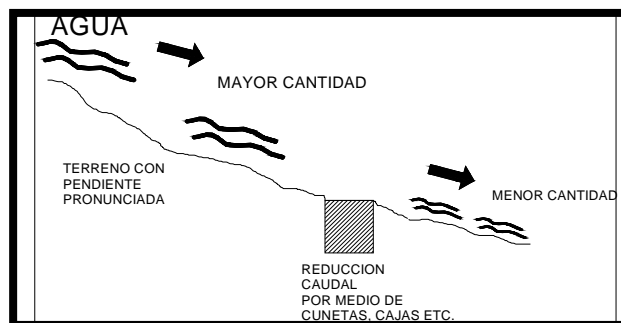 AGUA
MAYOR CANTIDAD
TERRENO CON
PENDIENTE
PRONUNCIADA
MENOR CANTIDAD
REDUCCION
CAUDAL
POR MEDIO DE
CUNETAS, CAJAS ETC.